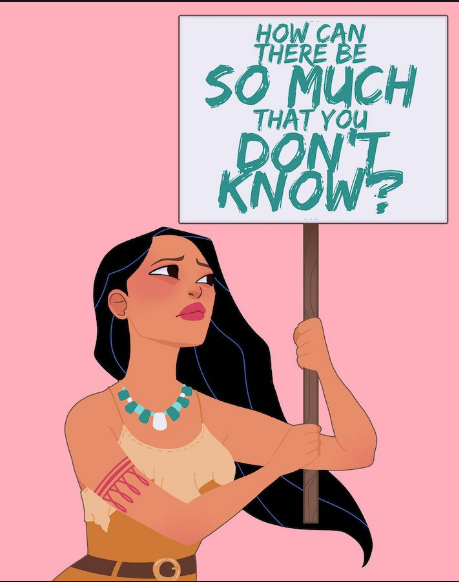 HOW CAN
THERE BE
SO MUCH
THAT YOU
DON'T
KNOW?